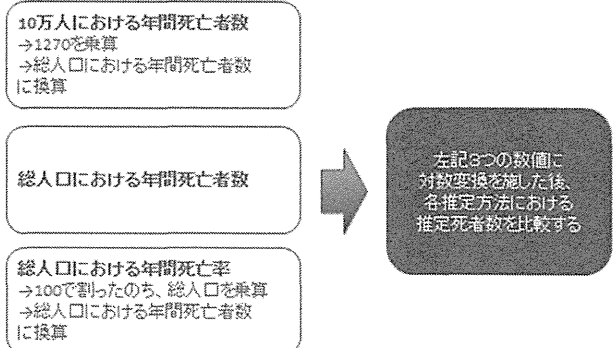 10万人における年間死亡者数
→1270を乗算
→総人口における年間死亡者数
に換算
総人口における年間死亡者数
総人口における年間死亡率
→100で割ったのち、総人口を乗算
→総人口における年間死亡者数
に換算
左記3つの数値に
対数変換を施した後、
各推定方法における
推定死者数を比較する